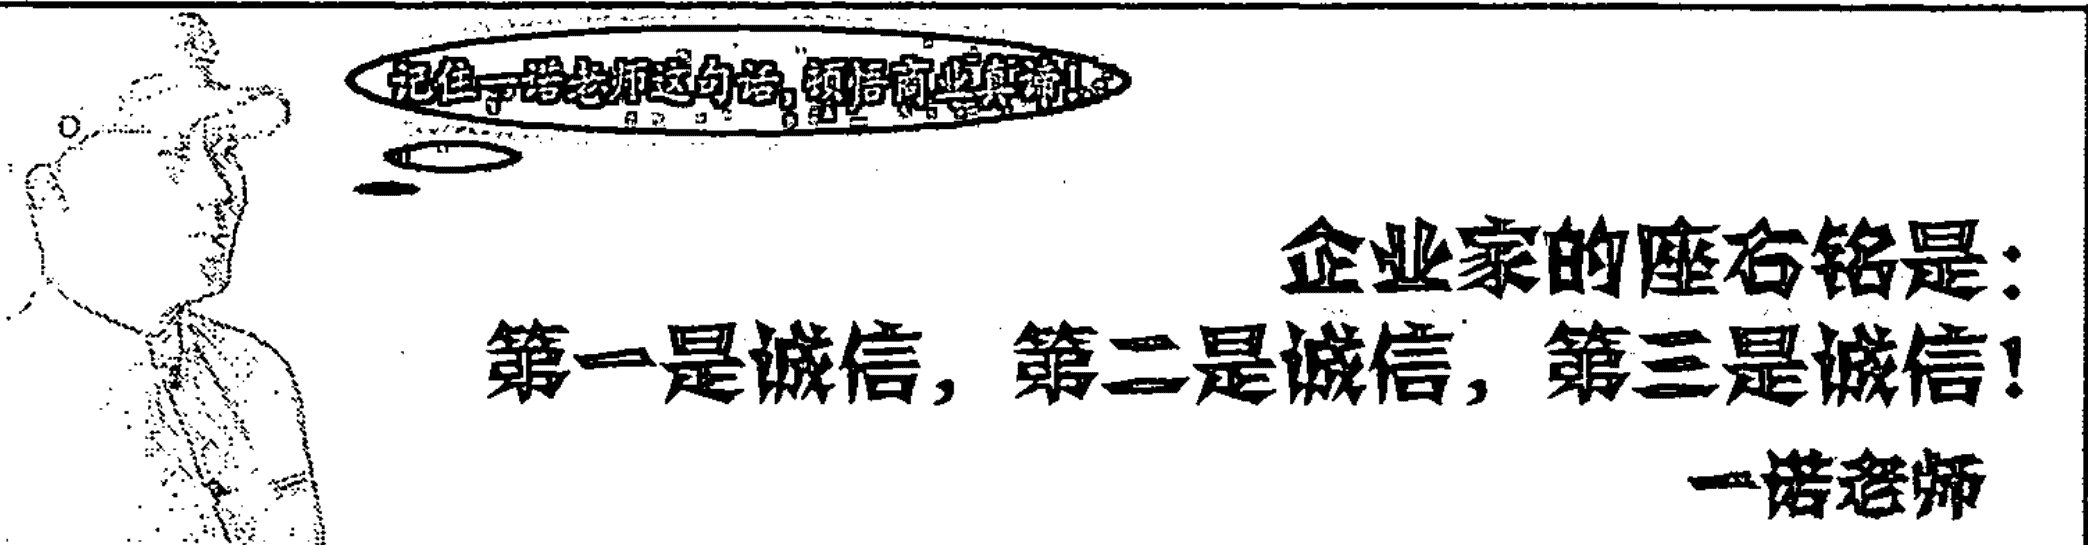 记住一诺老师这句话，领悟商业真谛！
企业家的座右铭是：
第一是诚信，第二是诚信，第三是诚信！
一诺老师